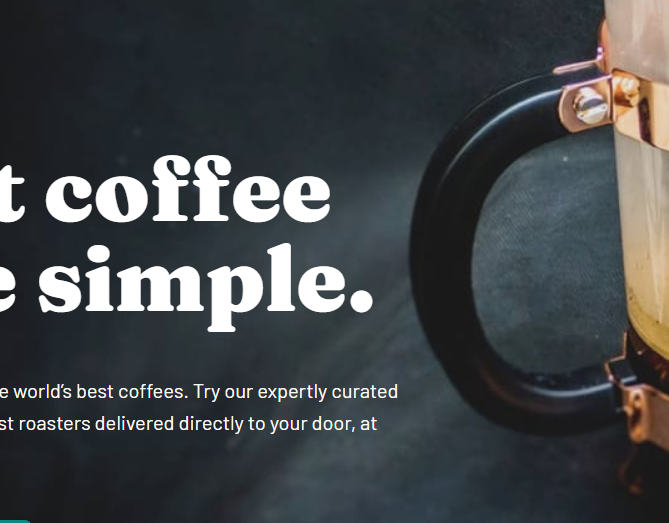 t coffee
e simple.
e world's best coffees. Try our expertly curated
st roasters delivered directly to your door, at